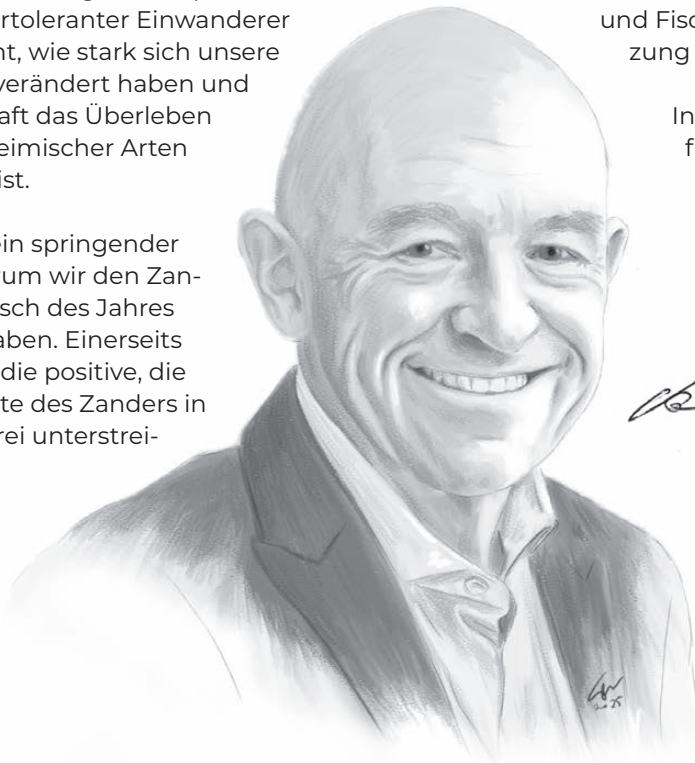 rtoleranter Einwanderer
nt, wie stark sich unsere
verändert haben und
aft das Überleben
eimischer Arten
ist.
ein springender
rum wir den Zan-
sch des Jahres
aben. Einerseits
die positive, die
te des Zanders in
rei unterstrei-
und Fisc
zung
In
f